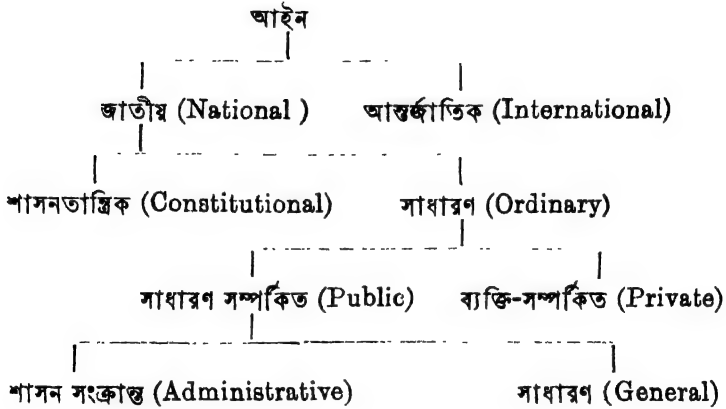 আইন
জাতীয় (National ) আন্তর্জাতিক (International)
শাসনতান্ত্রিক (Constitutional) সাধারণ (Ordinary)
সাধারণ সম্পর্কিত (Public) ব্যক্তি-সম্পর্কিত (Private)
শাসন সংক্রান্ত (Administrative) সাধারণ (General)